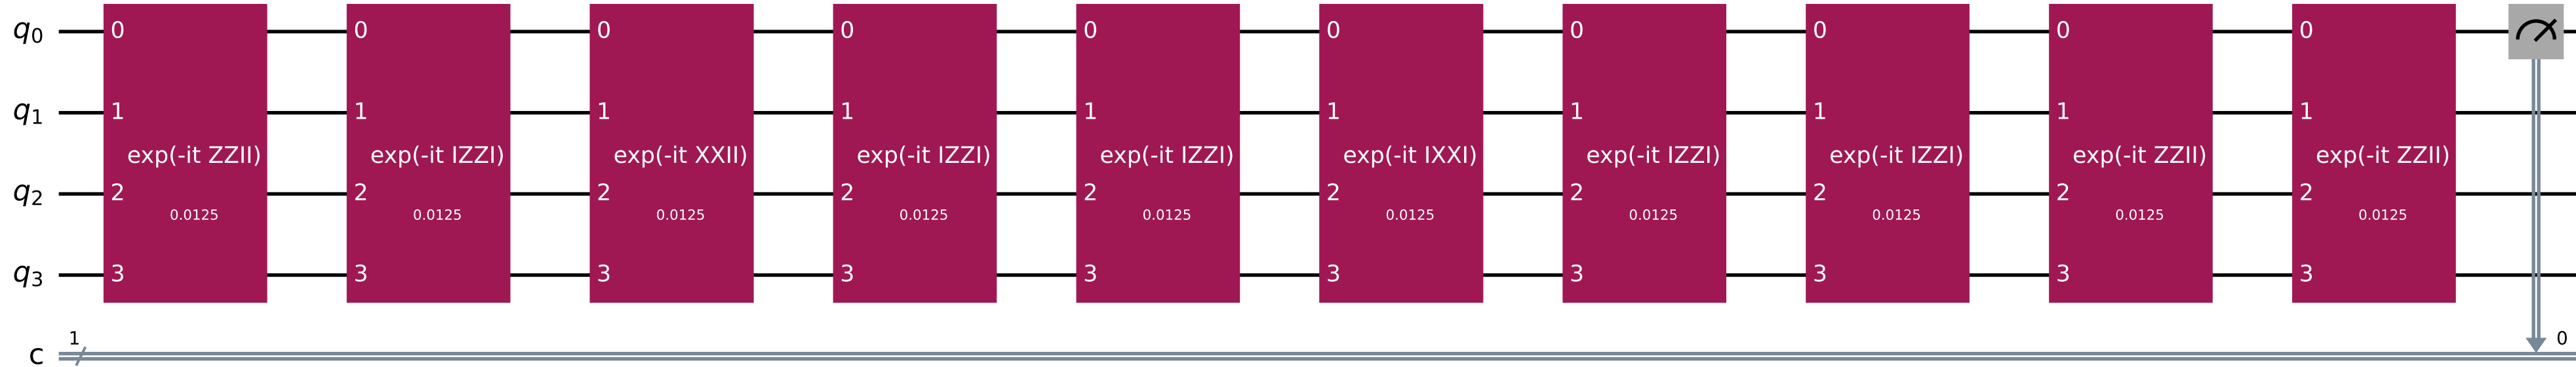 q0 0 0 0 0 0 0 0 0 0 0
q1 1 1 1 1 1 1 1 1 1 1
exp(-it ZZII) exp(-it IZZI) exp(-it XXII) exp(-it IZZI) exp(-it IZZI) exp(-it IXXI) exp(-it IZZI) exp(-it IZZI) exp(-it ZZII) exp(-it ZZII)
q2 2 2 2 2 2 2 2 2 2 2
0.0125 0.0125 0.0125 0.0125 0.0125 0.0125 0.0125 0.0125 0.0125 0.0125
q3 3 3 3 3 3 3 3 3 3 3
1 0
c